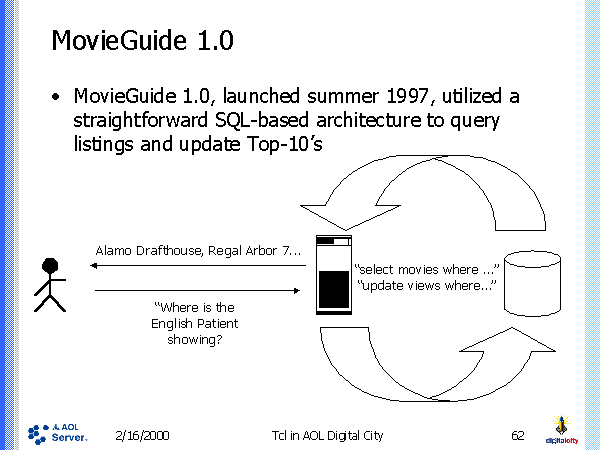 MovieGuide 1.0
• MovieGuide 1.0, launched summer 1997, utilized a
straightforward SQL-based architecture to query
listings and update Top-10’s
Alamo Drafthouse, Regal Arbor 7...
“select movies where ...”
“update views where...”
“Where is the
English Patient
showing?
AOL
Server.
2/16/2000
Tcl in AOL Digital City
62
digitalcity